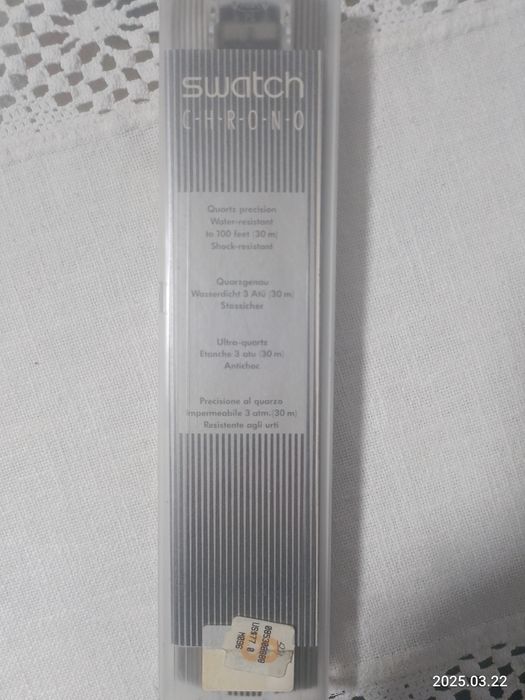 swatch
C-H-R-O-N-O
Quartz precision
Water-resistant
to 100 feet (30 m)
Shock-resistant
Quarzgenau
Wasserdicht 3 Atü (30 m)
Stossicher
Ultra-quartz
Etanche 3 atu (30 m)
Antichoc
Precisione al quarzo
impermeabile 3 atm.(30 m)
Resistente agli urti
2025.03.22